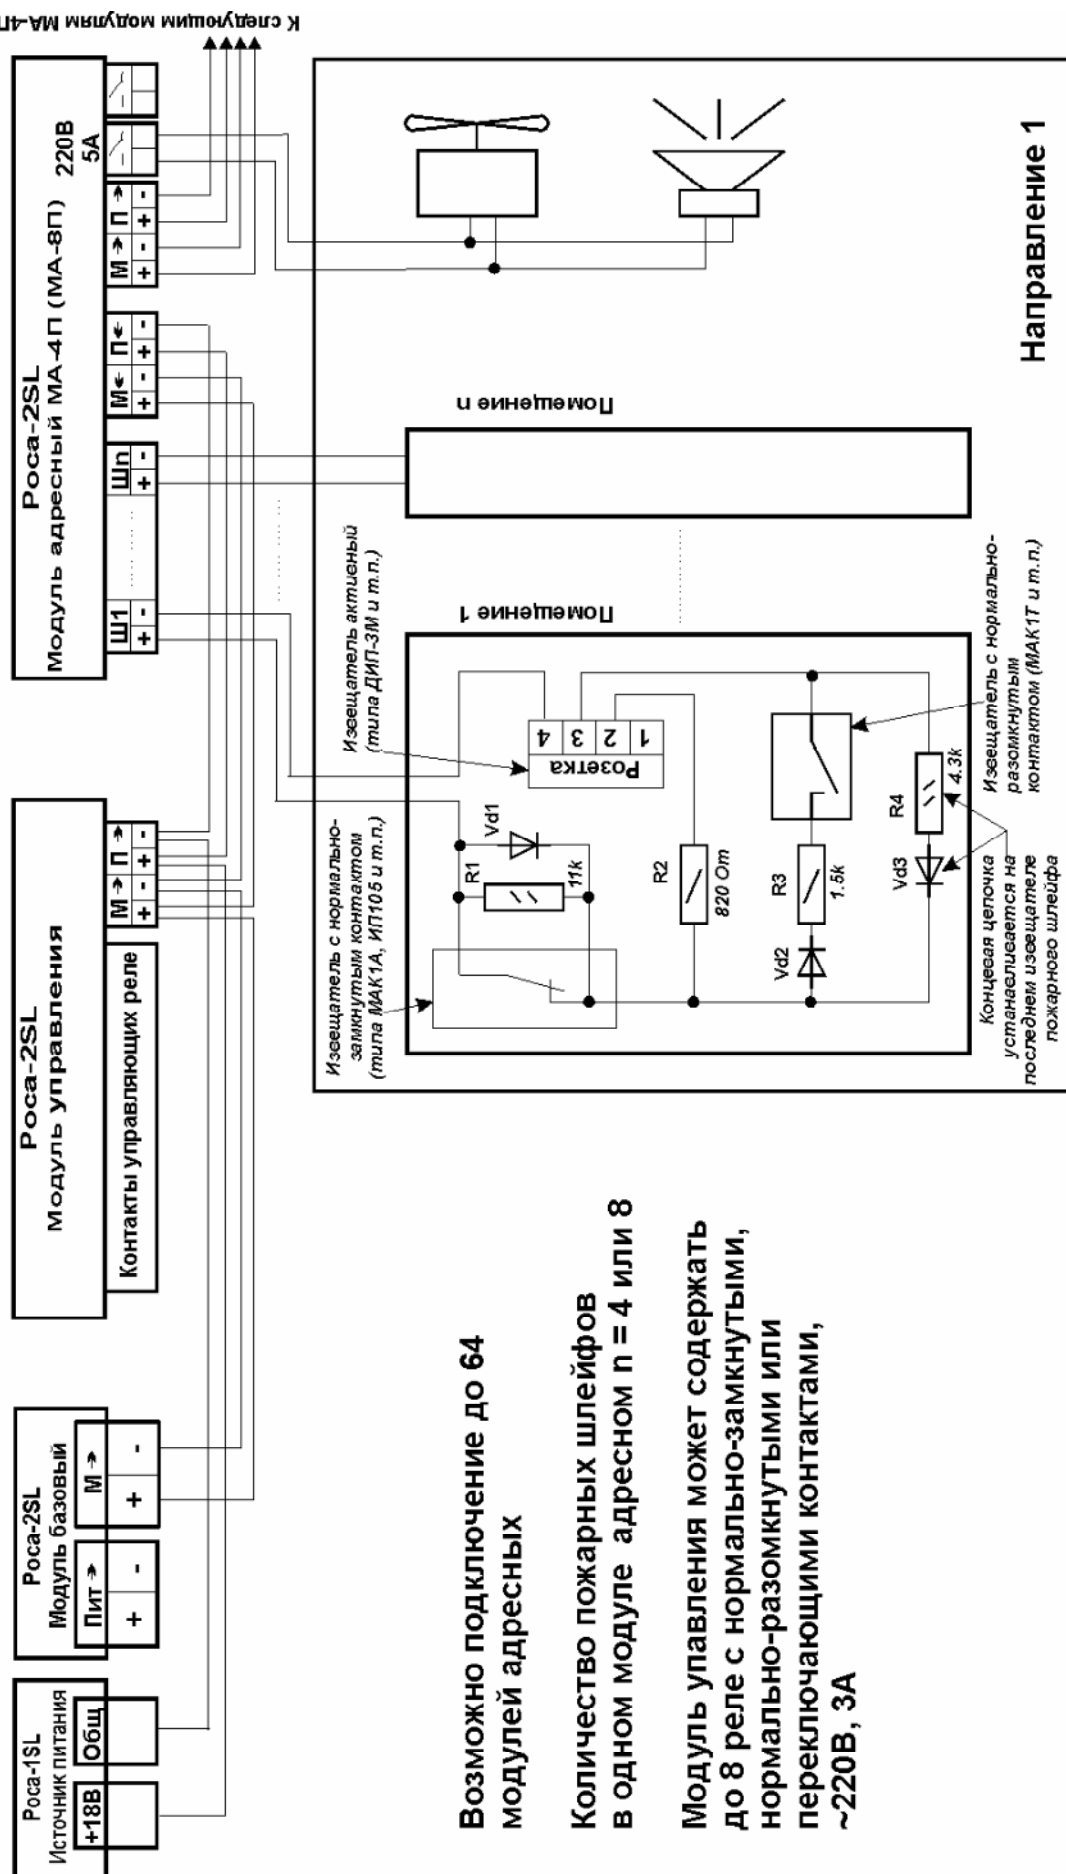 К следующим модулям МА-4П
Роса-2SL
Модуль адресный МА-4П (МА-8П)
220В
5А
Ш1
- +
Шп
- +
М← П←
+ - + -
М→ П→
+ - + -
Роса-2SL
Модуль управления
Контакты управляющих реле
М→ П→
+ - + -
Роса-2SL
Модуль базовый
Пит→ М→
+ - + -
Роса-1SL
Источник питания
+18В Общ
Направление 1
Помещение n
Помещение 1
Извещатель активный
(типа ДИП-3М и т.п.)
Извещатель с нормально-
замкнутым контактом
(типа МАК1А, ИП105 и т.п.)
Розетка
1 2 3 4
Vd1
R1
11k
R2
820 От
R3
1.5k
Vd2
R4
4.3k
Vd3
Извещатель с нормально-
разомкнутым
контактом (МАК1Т и т.п.)
Концевая цепочка
устанавливается на
последнем извещателе
пожарного шлейфа
Возможно подключение до 64
модулей адресных
Количество пожарных шлейфов
в одном модуле адресном n = 4 или 8
Модуль упавления может содержать
до 8 реле с нормально-замкнутыми,
нормально-разомкнутыми или
переключающими контактами,
~220В, 3А